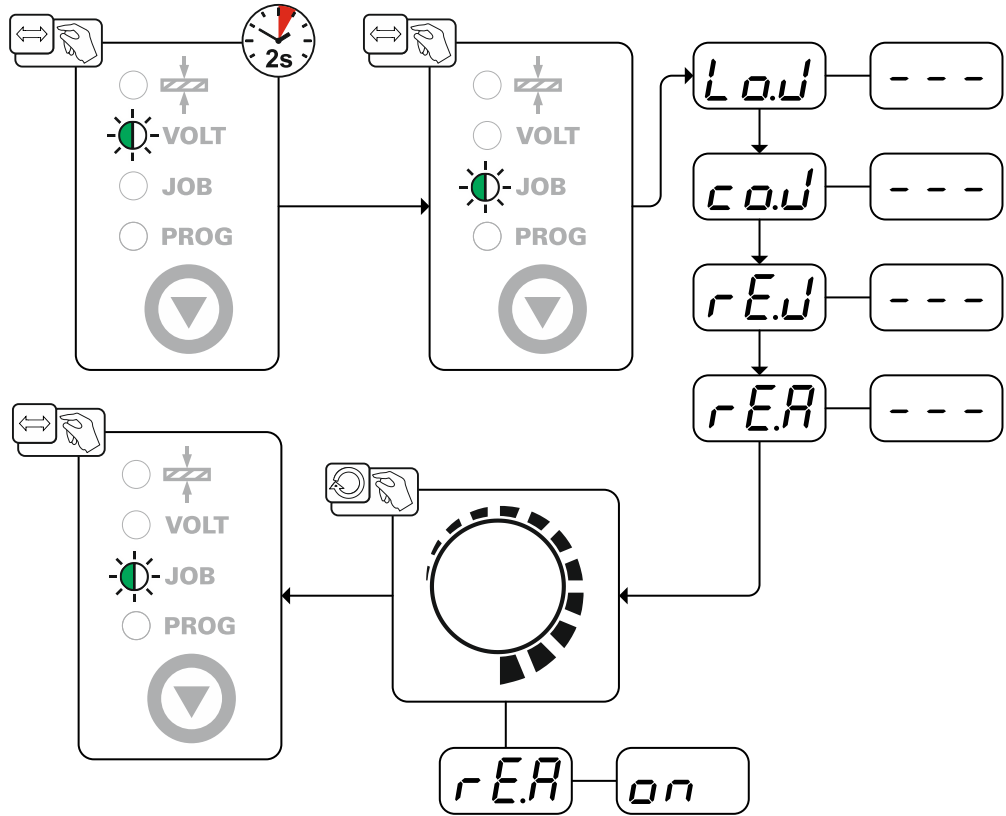 2s
VOLT
JOB
PROG
VOLT
JOB
PROG
Lo.J - - -
co.J - - -
rE.J - - -
rE.A - - -
VOLT
JOB
PROG
rE.A on